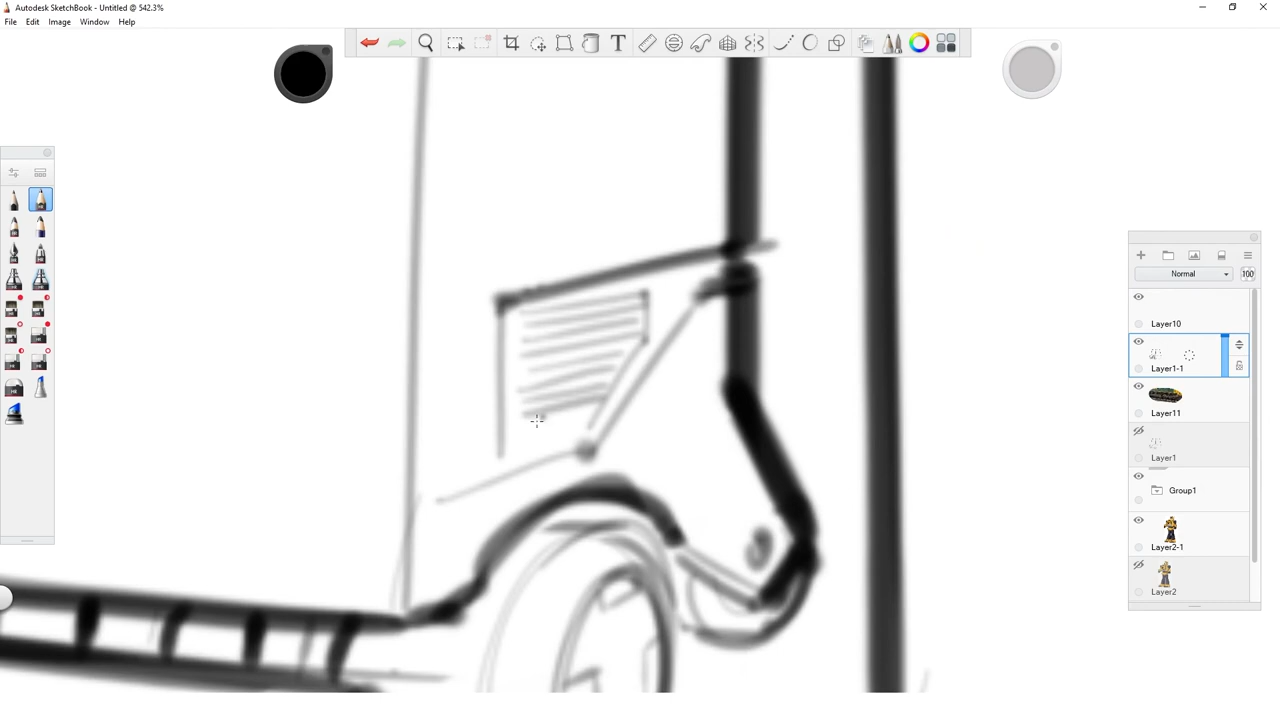 Autodesk SketchBook - Untitled @ 542.3%
File Edit Image Window Help
T
Normal
100
Layer10
Layer1-1
Layer11
Layer1
Group1
Layer2-1
Layer2